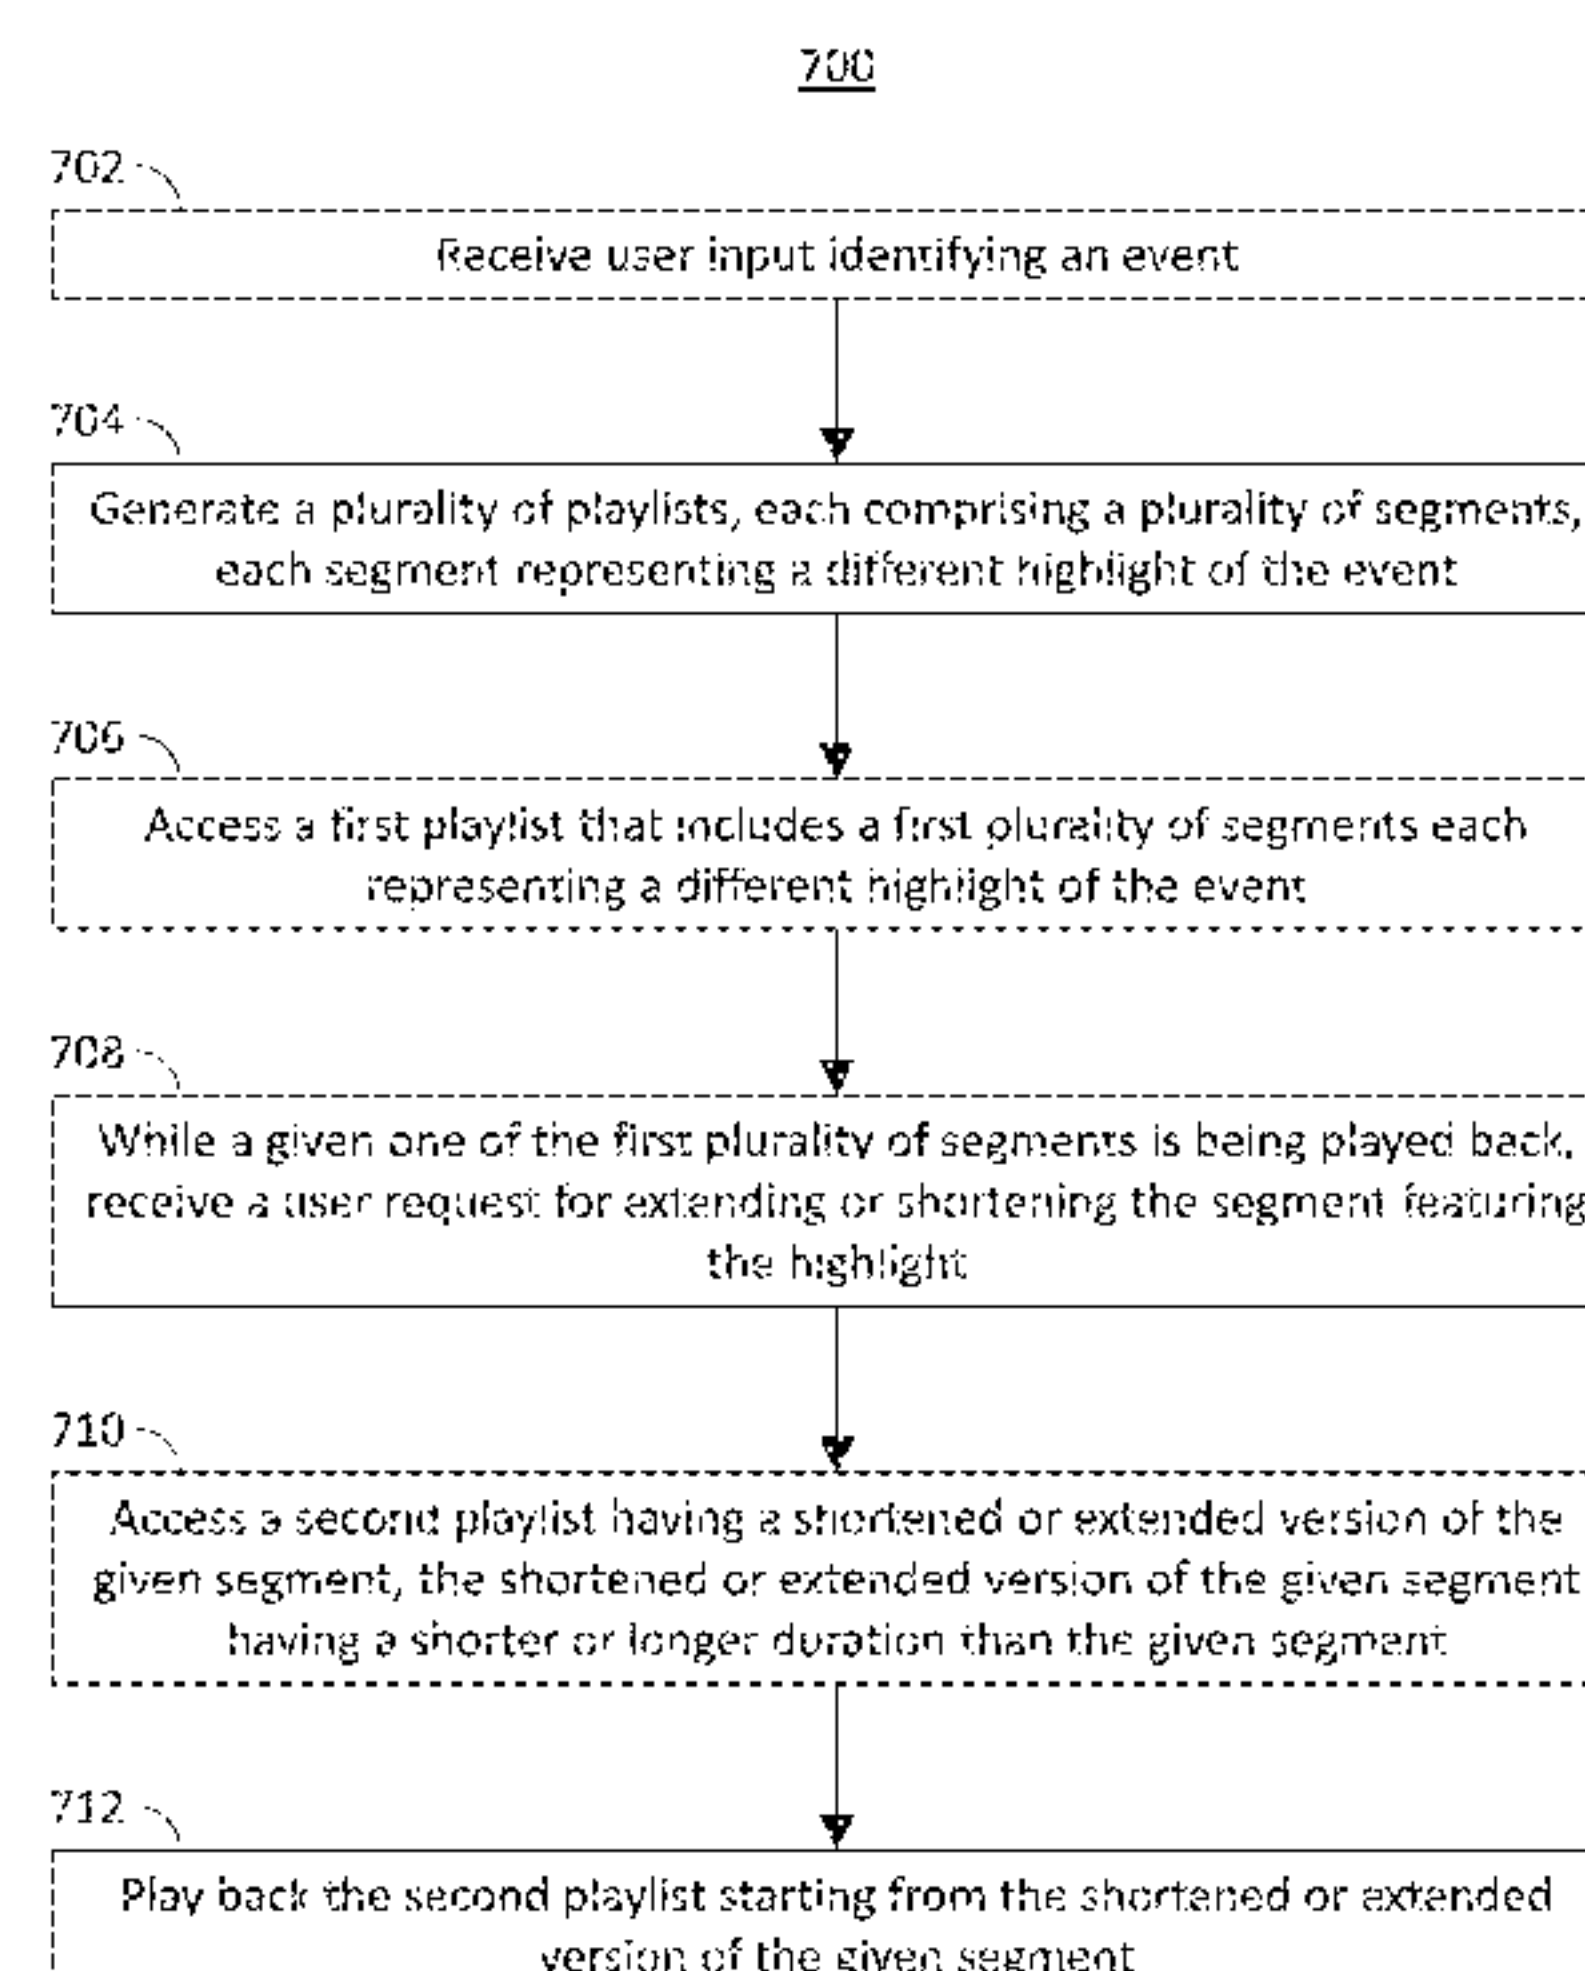 700
702
Receive user input identifying an event
704
Generate a plurality of playlists, each comprising a plurality of segments,
each segment representing a different highlight of the event
706
Access a first playlist that includes a first plurality of segments each
representing a different highlight of the event
708
While a given one of the first plurality of segments is being played back,
receive a user request for extending or shortening the segment featuring
the highlight
710
Access a second playlist having a shortened or extended version of the
given segment, the shortened or extended version of the given segment
having a shorter or longer duration than the given segment
712
Play back the second playlist starting from the shortened or extended
version of the given segment